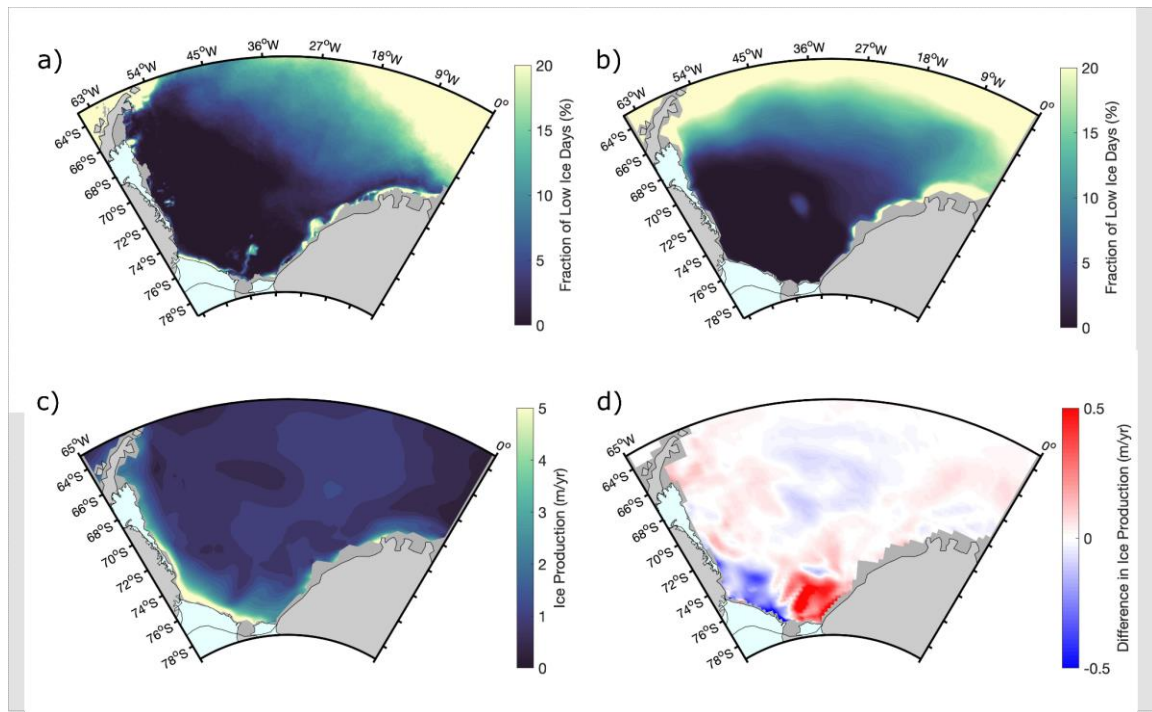 a)
63°W
54°W
45°W
36°W
27°W
18°W
9°W
0°
64°S
66°S
68°S
70°S
72°S
74°S
76°S
78°S
20
15
10
5
0
Fraction of Low Ice Days (%)
b)
63°W
54°W
45°W
36°W
27°W
18°W
9°W
0°
64°S
66°S
68°S
70°S
72°S
74°S
76°S
78°S
20
15
10
5
0
Fraction of Low Ice Days (%)
c)
65°W
0°
64°S
66°S
68°S
70°S
72°S
74°S
76°S
78°S
5
4
3
2
1
0
Ice Production (m/yr)
d)
65°W
0°
64°S
66°S
68°S
70°S
72°S
74°S
76°S
78°S
0.5
0
-0.5
Difference in Ice Production (m/yr)